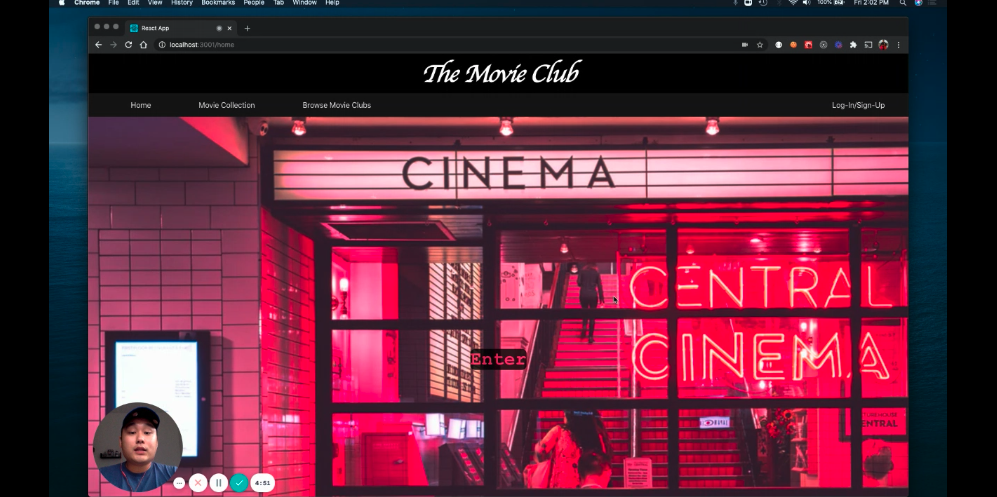 Chrome File Edit View History Bookmarks People Tab Window Help
100% Fri 2:02 PM
React App
localhost:3001/home
The Movie Club
Home Movie Collection Browse Movie Clubs Log-In/Sign-Up
CINEMA
CENTRAL
CINEMA
Enter
ENTRAL
4:51